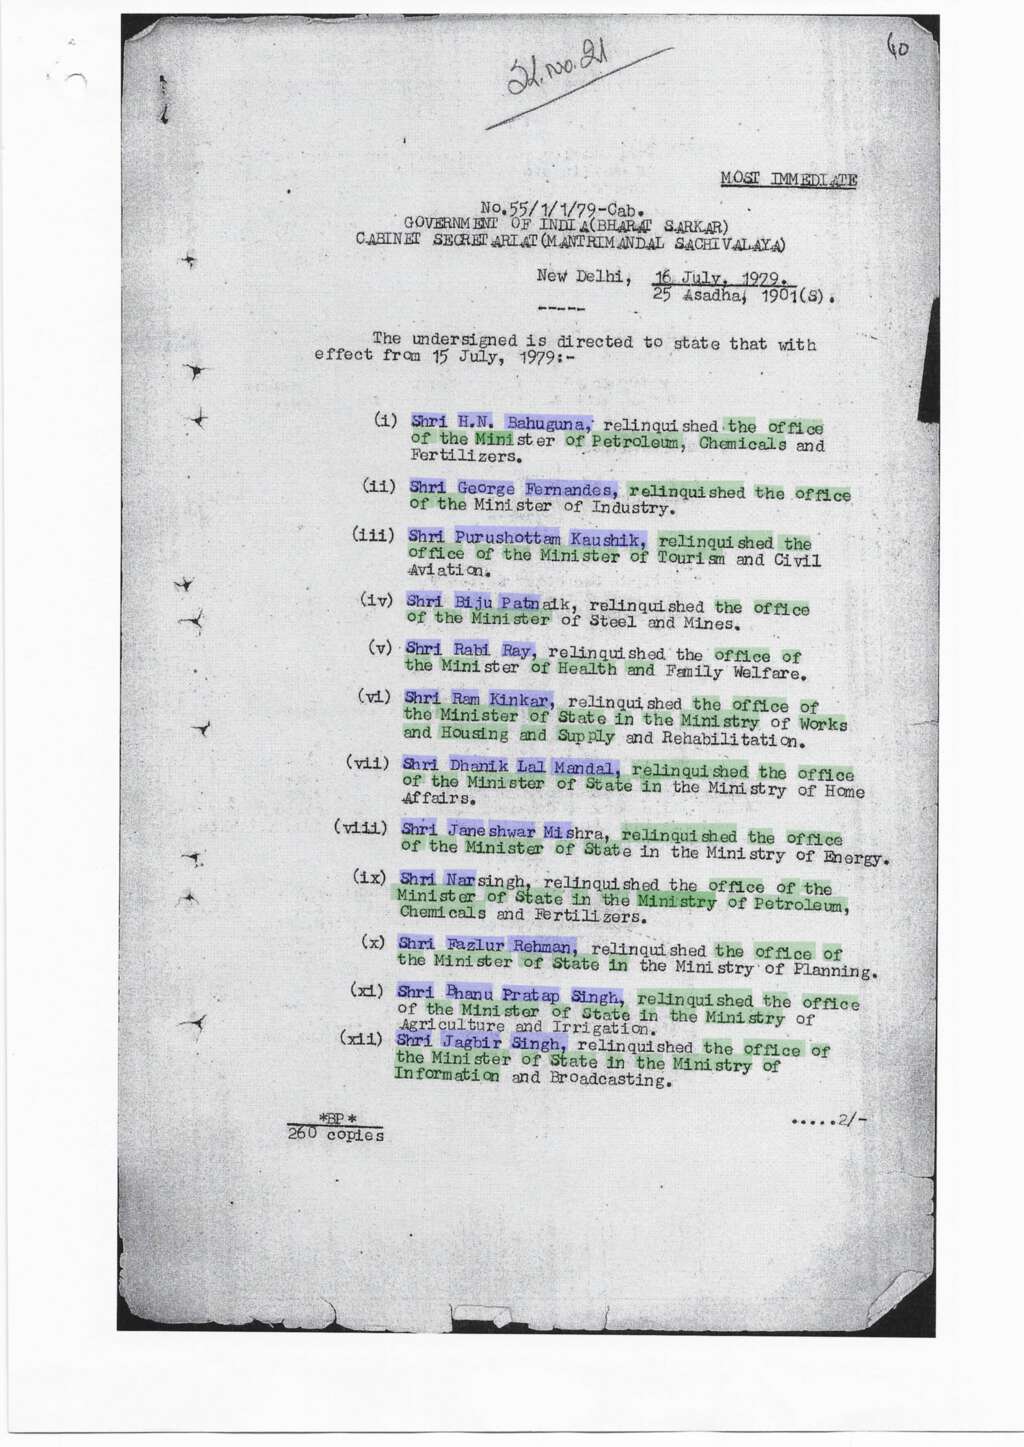 Sl. no. 21
60
MOST IMMEDIATE
No.55/1/1/79-Cab.
GOVERNMENT OF INDIA(BHARAT SARKAR)
CABINET SECRETARIAT(MANTRIMANDAL SACHIVALAYA)
New Delhi, 16 July, 1979.
25 Asadha, 1901(S).
-----
The undersigned is directed to state that with
effect from 15 July, 1979:-
(i) Shri H.N. Bahuguna, relinquished the office
of the Minister of Petroleum, Chemicals and
Fertilizers.
(ii) Shri George Fernandes, relinquished the office
of the Minister of Industry.
(iii) Shri Purushottam Kaushik, relinquished the
office of the Minister of Tourism and Civil
Aviation.
(iv) Shri Biju Patnaik, relinquished the office
of the Minister of Steel and Mines.
(v) Shri Rabi Ray, relinquished the office of
the Minister of Health and Family Welfare.
(vi) Shri Ram Kinkar, relinquished the office of
the Minister of State in the Ministry of Works
and Housing and Supply and Rehabilitation.
(vii) Shri Dhanik Lal Mandal, relinquished the office
of the Minister of State in the Ministry of Home
Affairs.
(viii) Shri Janeshwar Mishra, relinquished the office
of the Minister of State in the Ministry of Energy.
(ix) Shri Narsingh, relinquished the office of the
Minister of State in the Ministry of Petroleum,
Chemicals and Fertilizers.
(x) Shri Fazlur Rehman, relinquished the office of
the Minister of State in the Ministry of Planning.
(xi) Shri Bhanu Pratap Singh, relinquished the office
of the Minister of State in the Ministry of
Agriculture and Irrigation.
(xii) Shri Jagbir Singh, relinquished the office of
the Minister of State in the Ministry of
Information and Broadcasting.
*BP*
260 copies
.....2/-